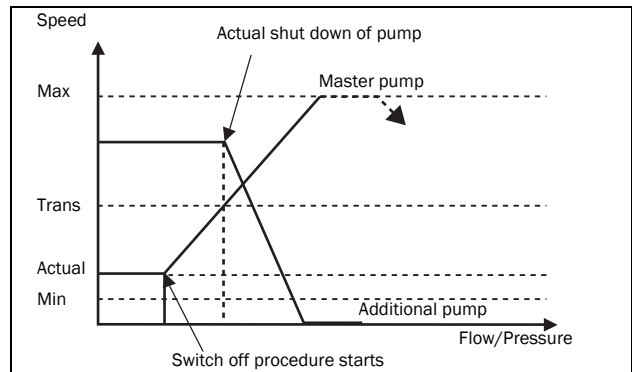 Speed
Actual shut down of pump
Master pump
Max
Trans
Actual
Min
Additional pump
Flow/Pressure
Switch off procedure starts